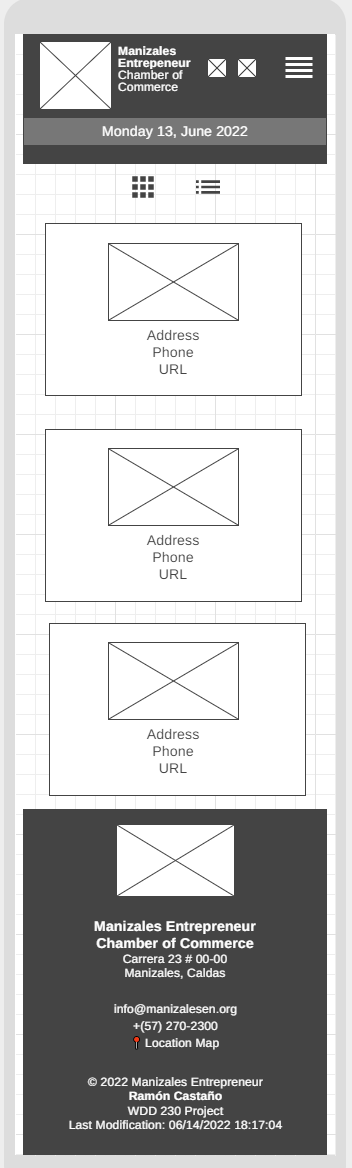 Manizales
Entrepeneur
Chamber of
Commerce
Monday 13, June 2022
Address
Phone
URL
Address
Phone
URL
Address
Phone
URL
Manizales Entrepreneur
Chamber of Commerce
Carrera 23 # 00-00
Manizales, Caldas
info@manizalesen.org
+(57) 270-2300
Location Map
© 2022 Manizales Entrepreneur
Ramón Castaño
WDD 230 Project
Last Modification: 06/14/2022 18:17:04